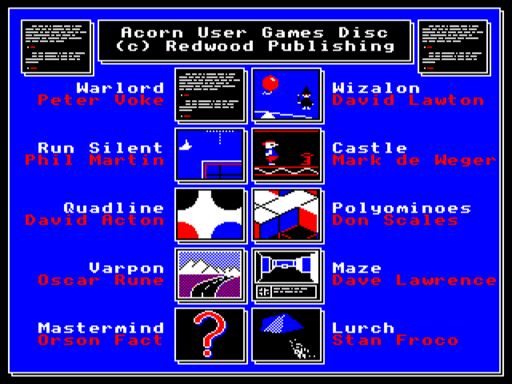 Acorn User Games Disc
(c) Redwood Publishing
Warlord
Peter Voke
Wizalon
David Lawton
Run Silent
Phil Martin
Castle
Mark de Weger
Quadline
David Acton
Polyominoes
Don Scales
Varpon
Oscar Rune
Maze
Dave Lawrence
Mastermind
Orson Fact
?
Lurch
Stan Froco